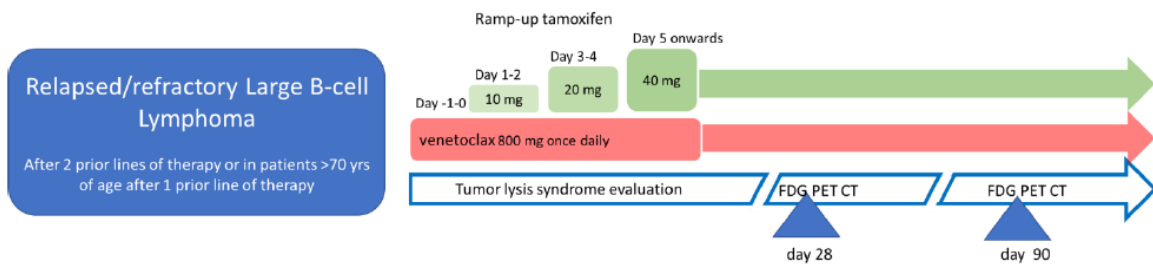 Relapsed/refractory Large B-cell
Lymphoma
After 2 prior lines of therapy or in patients >70 yrs
of age after 1 prior line of therapy
Ramp-up tamoxifen
Day -1-0
Day 1-2
10 mg
Day 3-4
20 mg
Day 5 onwards
40 mg
venetoclax 800 mg once daily
Tumor lysis syndrome evaluation
FDG PET CT
FDG PET CT
day 28
day 90